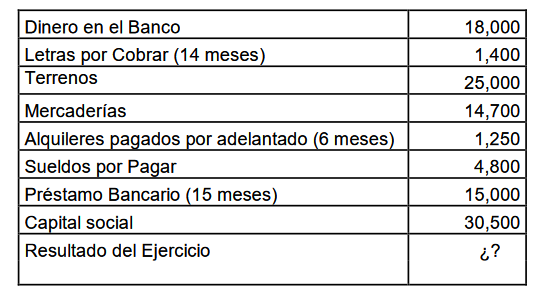 Dinero en el Banco 18,000
Letras por Cobrar (14 meses) 1,400
Terrenos 25,000
Mercaderías 14,700
Alquileres pagados por adelantado (6 meses) 1,250
Sueldos por Pagar 4,800
Préstamo Bancario (15 meses) 15,000
Capital social 30,500
Resultado del Ejercicio ¿?